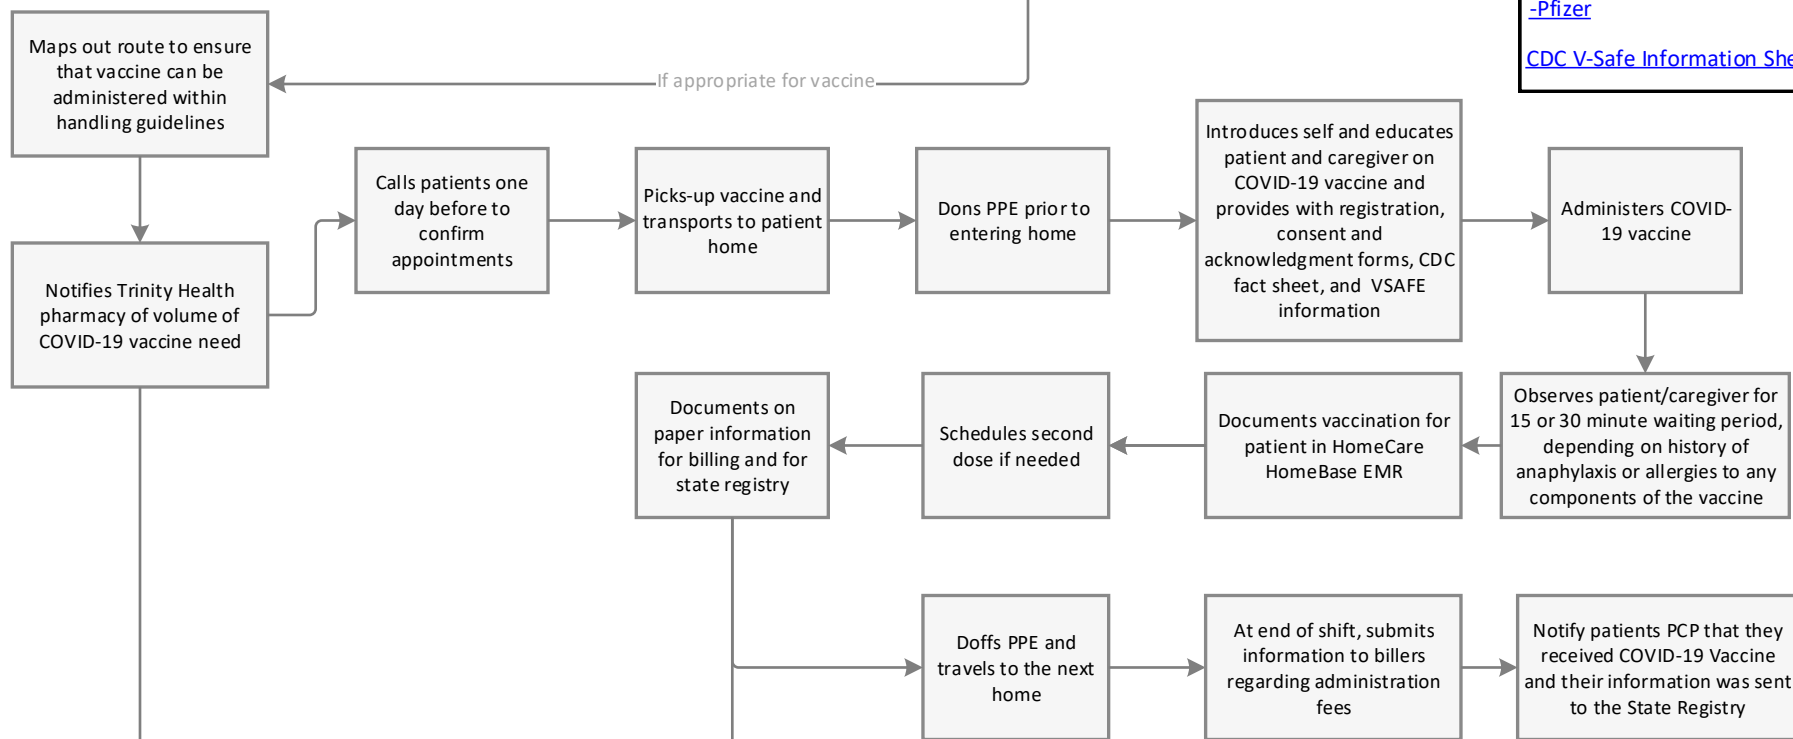 -Pfizer
CDC V-Safe Information She
If appropriate for vaccine
Maps out route to ensure
that vaccine can be
administered within
handling guidelines
Notifies Trinity Health
pharmacy of volume of
COVID-19 vaccine need
Calls patients one
day before to
confirm
appointments
Picks-up vaccine and
transports to patient
home
Dons PPE prior to
entering home
Introduces self and educates
patient and caregiver on
COVID-19 vaccine and
provides with registration,
consent and
acknowledgment forms, CDC
fact sheet, and VSAFE
information
Administers COVID-
19 vaccine
Observes patient/caregiver for
15 or 30 minute waiting period,
depending on history of
anaphylaxis or allergies to any
components of the vaccine
Documents vaccination for
patient in HomeCare
HomeBase EMR
Schedules second
dose if needed
Documents on
paper information
for billing and for
state registry
Doffs PPE and
travels to the next
home
At end of shift, submits
information to billers
regarding administration
fees
Notify patients PCP that they
received COVID-19 Vaccine
and their information was sent
to the State Registry